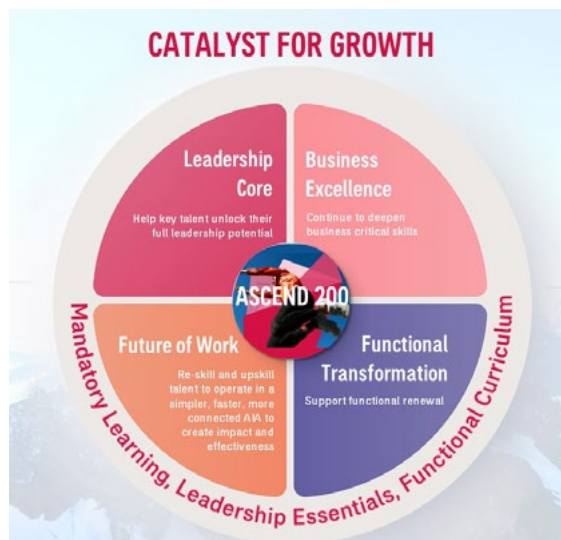 CATALYST FOR GROWTH
Leadership
Core
Help key talent unlock their
full leadership potential
Business
Excellence
Continue to deepen
business critical skills
ASCEND 200
Future of Work
Re-skill and upskill
talent to operate in a
simpler, faster, more
connected AIA to
create impact and
effectiveness
Functional
Transformation
Support functional renewal
Mandatory Learning, Leadership Essentials, Functional Curriculum